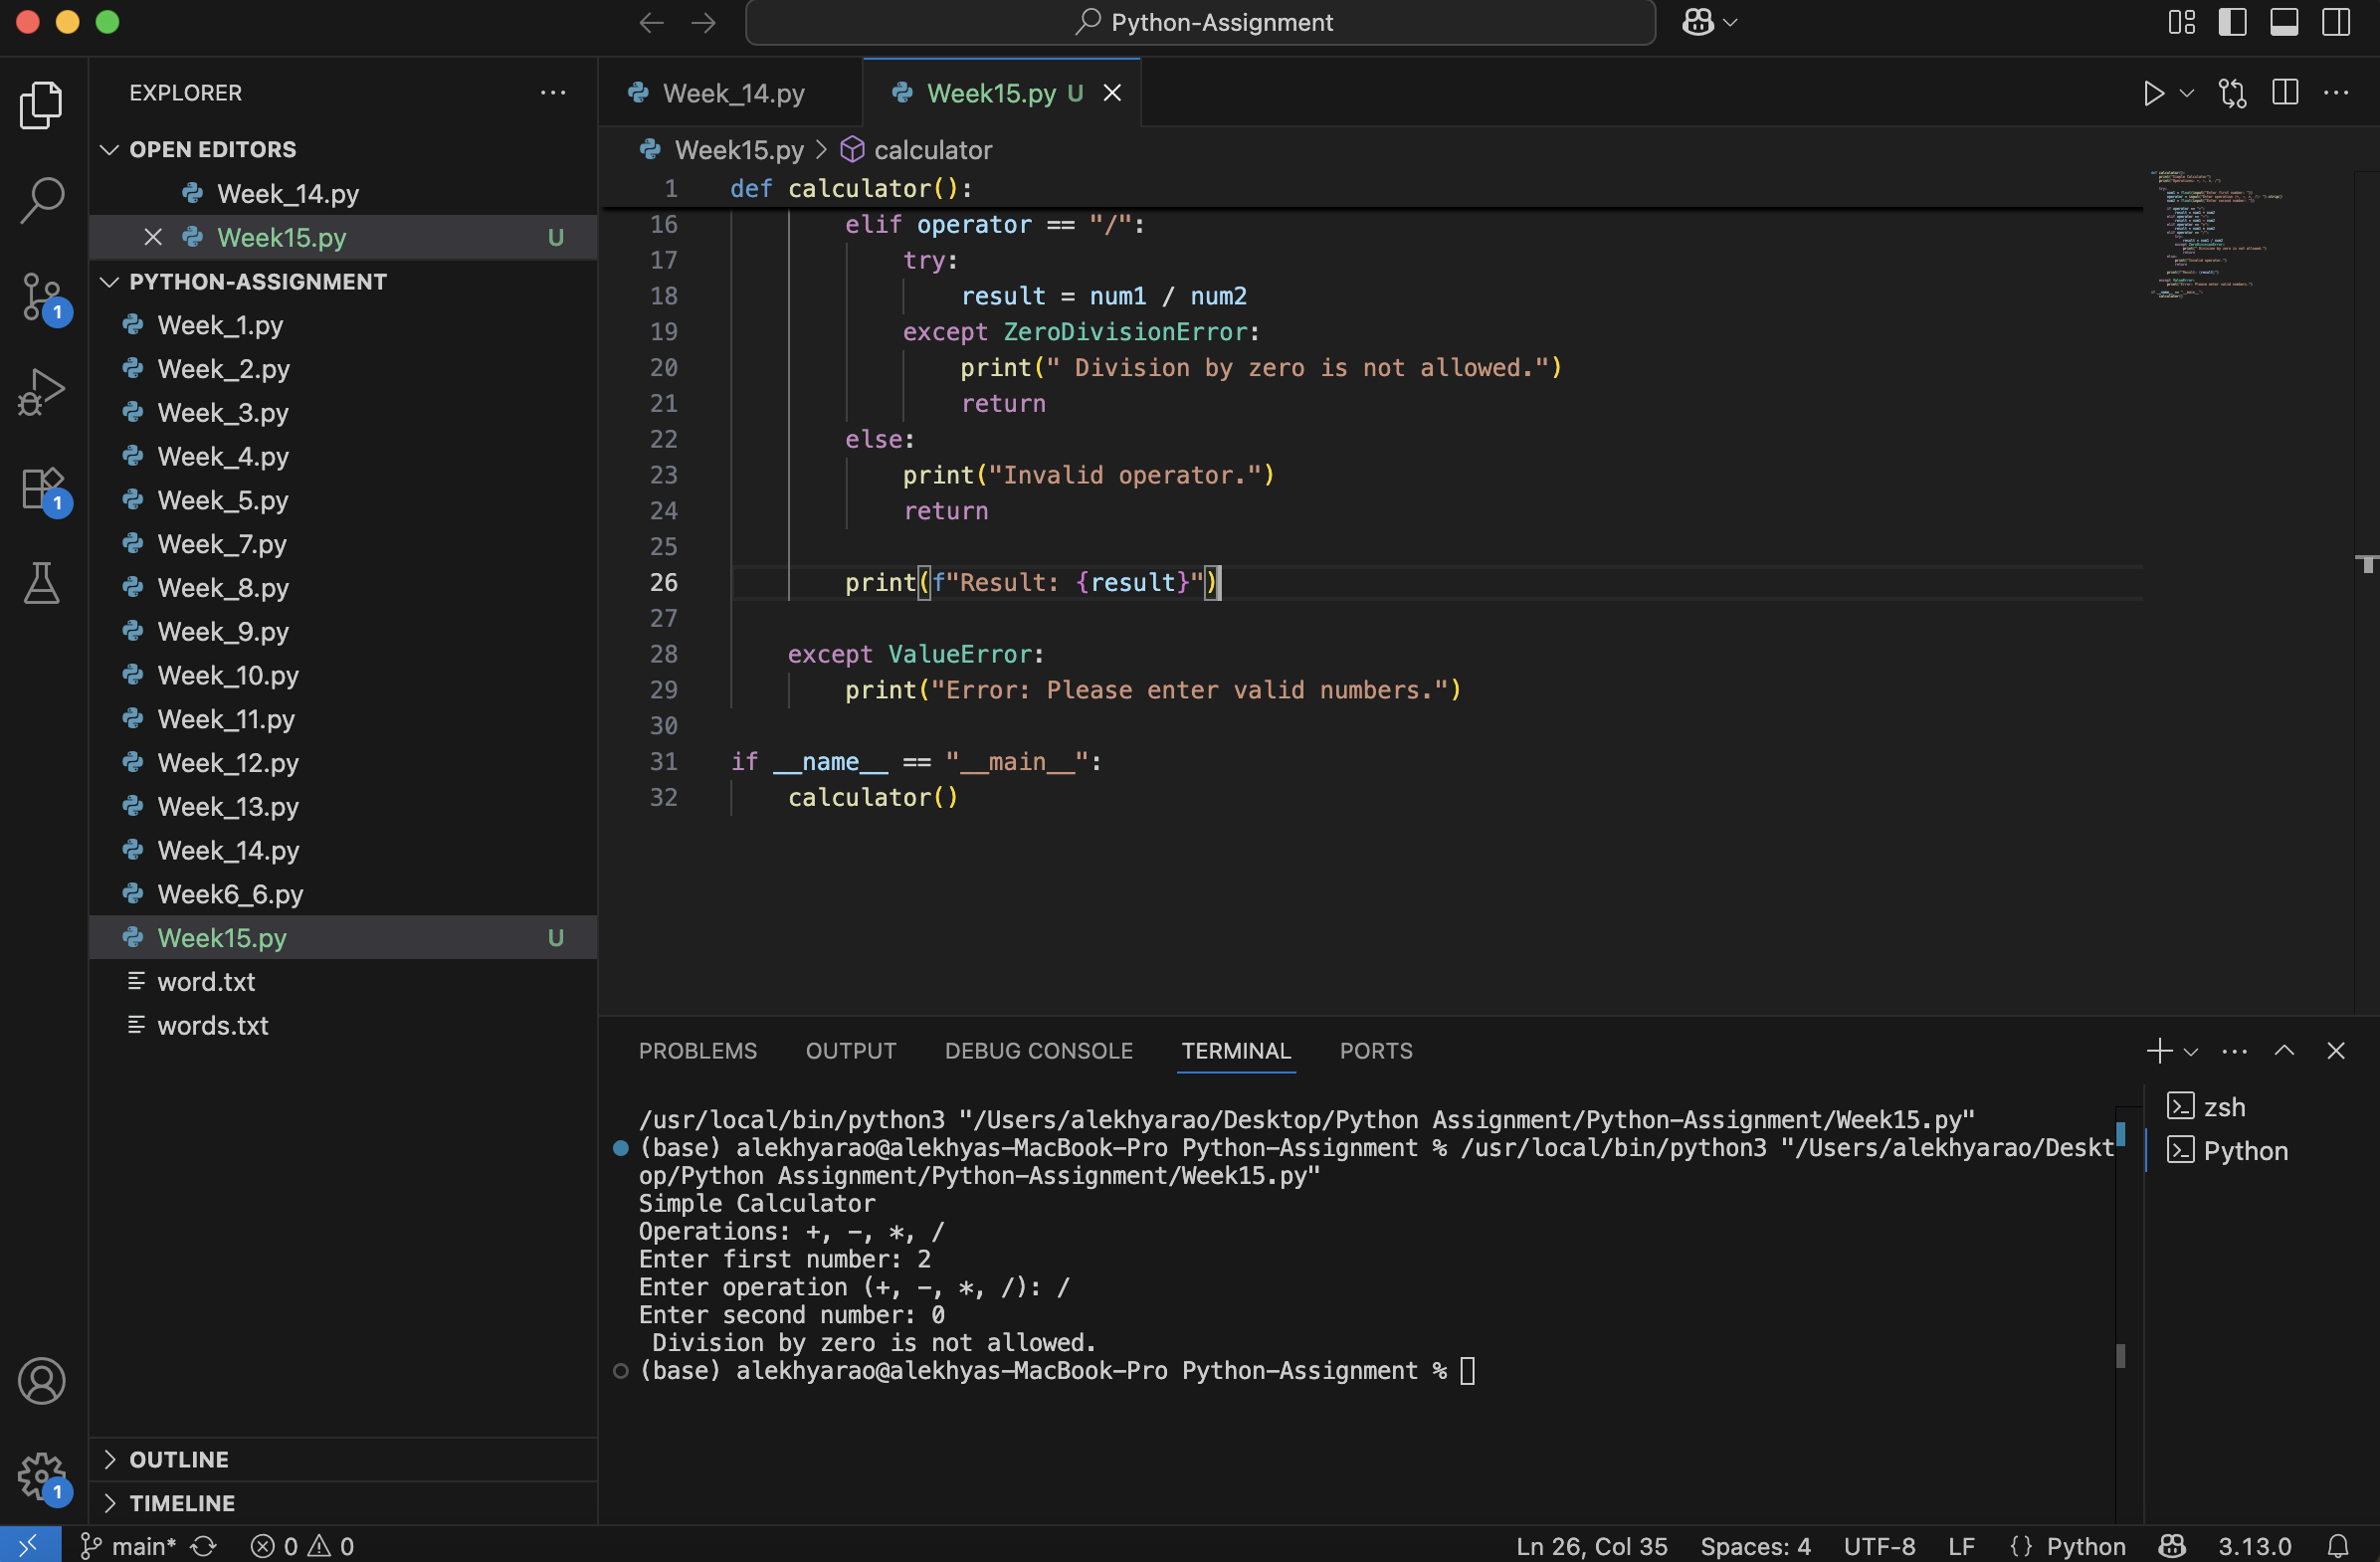 Python-Assignment
EXPLORER
OPEN EDITORS
Week_14.py
Week15.py U
PYTHON-ASSIGNMENT
Week_1.py
Week_2.py
Week_3.py
Week_4.py
Week_5.py
Week_7.py
Week_8.py
Week_9.py
Week_10.py
Week_11.py
Week_12.py
Week_13.py
Week_14.py
Week6_6.py
Week15.py U
word.txt
words.txt
OUTLINE
TIMELINE
1
1
1
Week_14.py
Week15.py U
Week15.py > calculator
1 def calculator():
16 elif operator == "/":
17 try:
18 result = num1 / num2
19 except ZeroDivisionError:
20 print(" Division by zero is not allowed.")
21 return
22 else:
23 print("Invalid operator.")
24 return
25
26 print(f"Result: {result}")
27
28 except ValueError:
29 print("Error: Please enter valid numbers.")
30
31 if __name__ == "__main__":
32 calculator()
PROBLEMS OUTPUT DEBUG CONSOLE TERMINAL PORTS
/usr/local/bin/python3 "/Users/alekhyarao/Desktop/Python Assignment/Python-Assignment/Week15.py"
(base) alekhyarao@alekhyas-MacBook-Pro Python-Assignment % /usr/local/bin/python3 "/Users/alekhyarao/Deskt
op/Python Assignment/Python-Assignment/Week15.py"
Simple Calculator
Operations: +, -, *, /
Enter first number: 2
Enter operation (+, -, *, /): /
Enter second number: 0
 Division by zero is not allowed.
(base) alekhyarao@alekhyas-MacBook-Pro Python-Assignment %
zsh
Python
main* 0 0 Ln 26, Col 35 Spaces: 4 UTF-8 LF {} Python 3.13.0